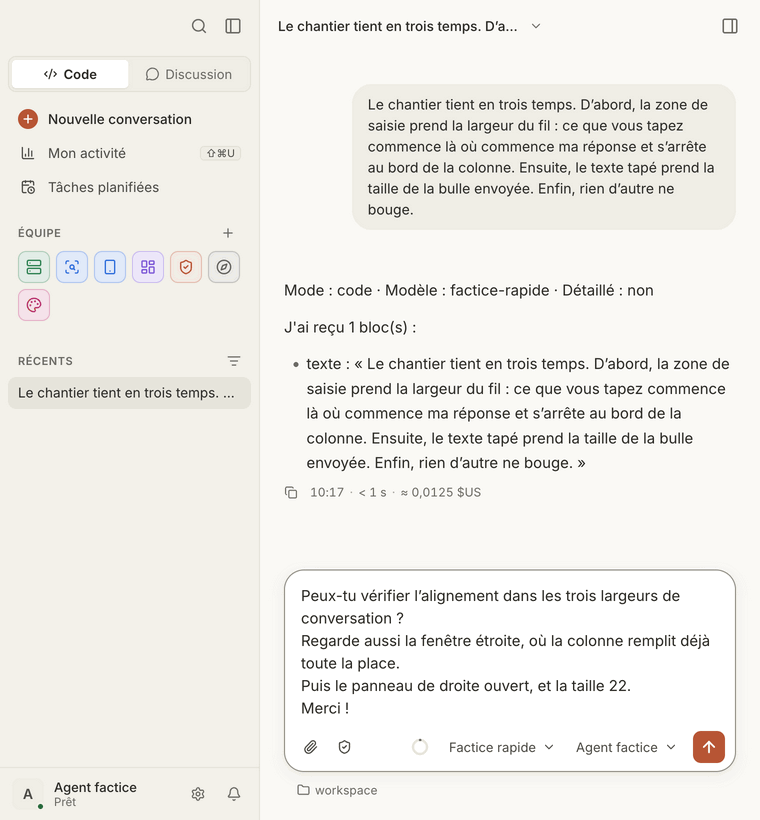 Le chantier tient en trois temps. D’a...
Code
Discussion
Nouvelle conversation
Mon activité
⇧⌘U
Tâches planifiées
ÉQUIPE
RÉCENTS
Le chantier tient en trois temps. ...
A
Agent factice
Prêt
Le chantier tient en trois temps. D’abord, la zone de
saisie prend la largeur du fil : ce que vous tapez
commence là où commence ma réponse et s’arrête
au bord de la colonne. Ensuite, le texte tapé prend la
taille de la bulle envoyée. Enfin, rien d’autre ne
bouge.
Mode : code · Modèle : factice-rapide · Détaillé : non
J'ai reçu 1 bloc(s) :
• texte : « Le chantier tient en trois temps. D’abord, la zone de
saisie prend la largeur du fil : ce que vous tapez commence
là où commence ma réponse et s’arrête au bord de la
colonne. Ensuite, le texte tapé prend la taille de la bulle
envoyée. Enfin, rien d’autre ne bouge. »
10:17 · < 1 s · ≈ 0,0125 $US
Peux-tu vérifier l’alignement dans les trois largeurs de
conversation ?
Regarde aussi la fenêtre étroite, où la colonne remplit déjà
toute la place.
Puis le panneau de droite ouvert, et la taille 22.
Merci !
Factice rapide
Agent factice
workspace